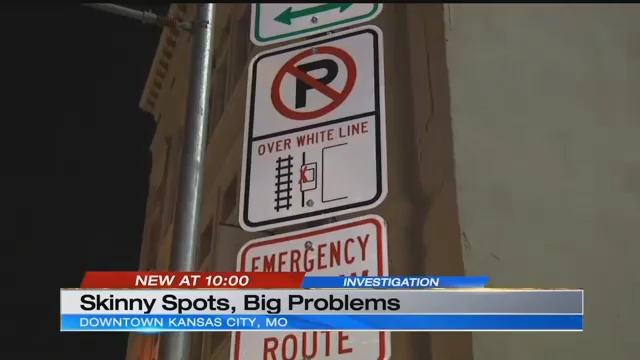 P
OVER WHITE LINE
X
EMERGENCY
ROUTE
NEW AT 10:00
INVESTIGATION
Skinny Spots, Big Problems
DOWNTOWN KANSAS CITY, MO